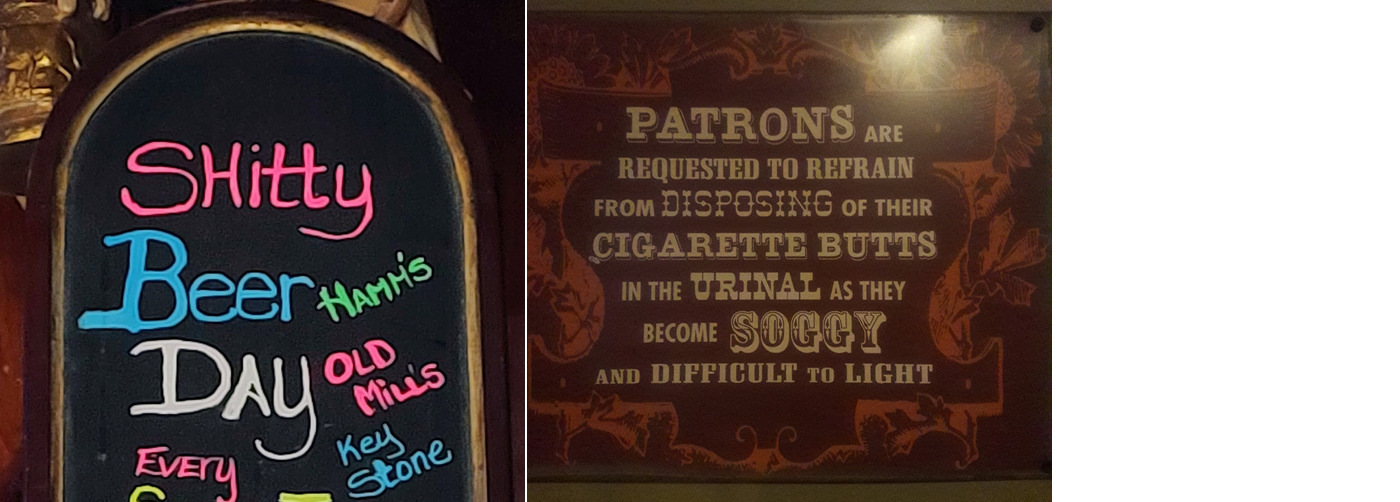 SHitty
Beer
HAMM'S
DAY
OLD
MiLL'S
Key
Stone
EVERY
PATRONS ARE
REQUESTED TO REFRAIN
FROM DISPOSING OF THEIR
CIGARETTE BUTTS
IN THE URINAL AS THEY
BECOME SOGGY
AND DIFFICULT TO LIGHT